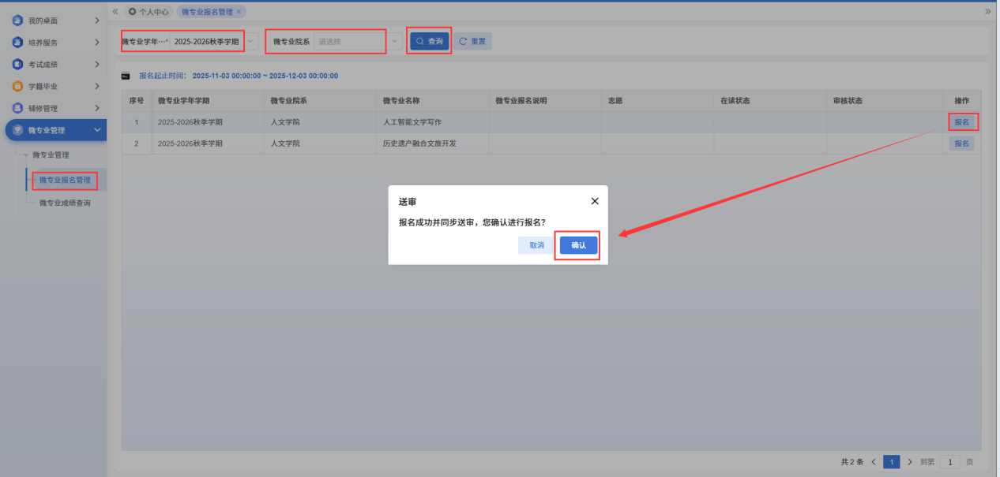 我的桌面
培养服务
考试成绩
学籍毕业
辅修管理
微专业管理
微专业管理
微专业报名管理
微专业成绩查询
个人中心 微专业报名管理
微专业学年…* 2025-2026秋季学期 微专业院系 请选择 查询 重置
报名起止时间： 2025-11-03 00:00:00 ~ 2025-12-03 00:00:00
序号 微专业学年学期 微专业院系 微专业名称 微专业报名说明 志愿 在读状态 审核状态 操作
1 2025-2026秋季学期 人文学院 人工智能文学写作 报名
2 2025-2026秋季学期 人文学院 历史遗产融合文旅开发 报名
送审
报名成功并同步送审，您确认进行报名？
取消 确认
共 2 条 1 到第 1 页